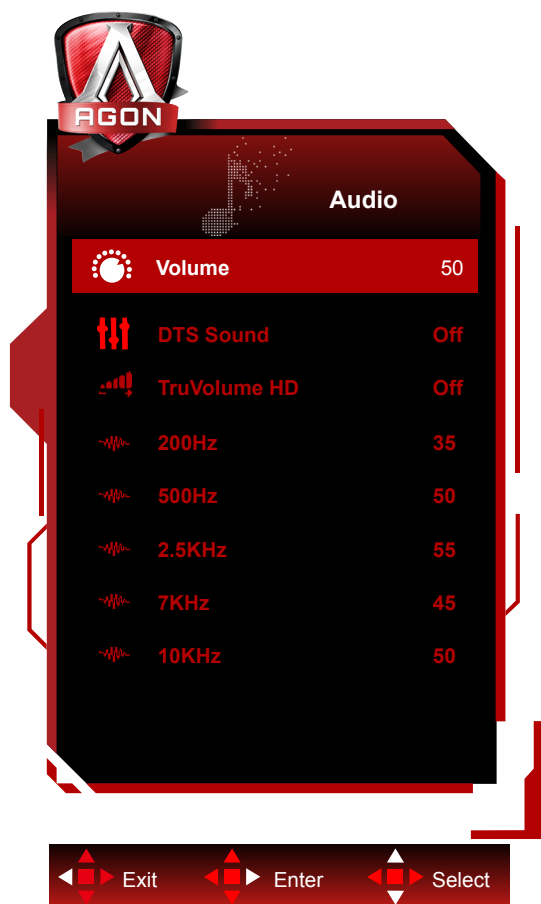 AGON
Audio
Volume 50
DTS Sound Off
TruVolume HD Off
200Hz 35
500Hz 50
2.5KHz 55
7KHz 45
10KHz 50
Exit Enter Select